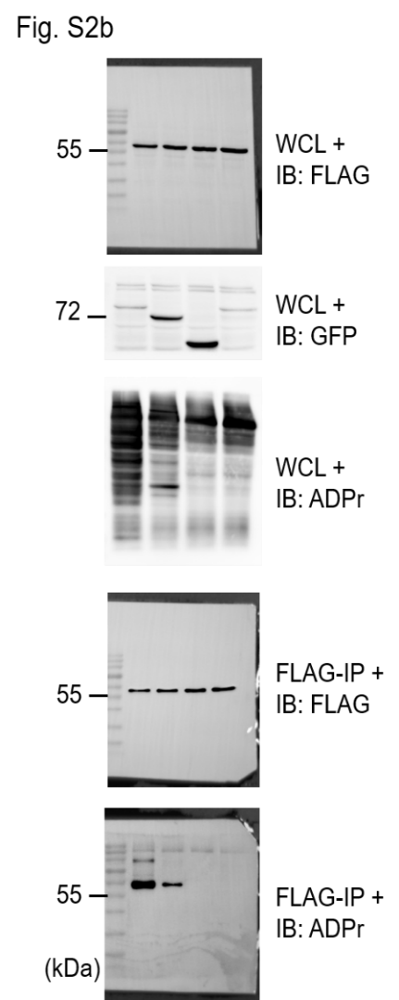 Fig. S2b
55
WCL +
IB: FLAG
72
WCL +
IB: GFP
WCL +
IB: ADPr
55
FLAG-IP +
IB: FLAG
55
FLAG-IP +
IB: ADPr
(kDa)